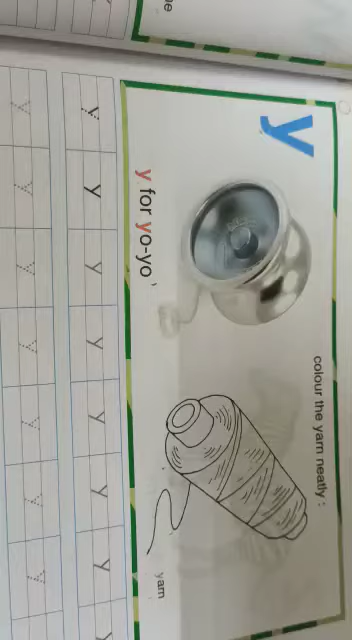 y
colour the yarn neatly :
y for yo-yo
yarn
y y y y y y y y
y y y y y y y